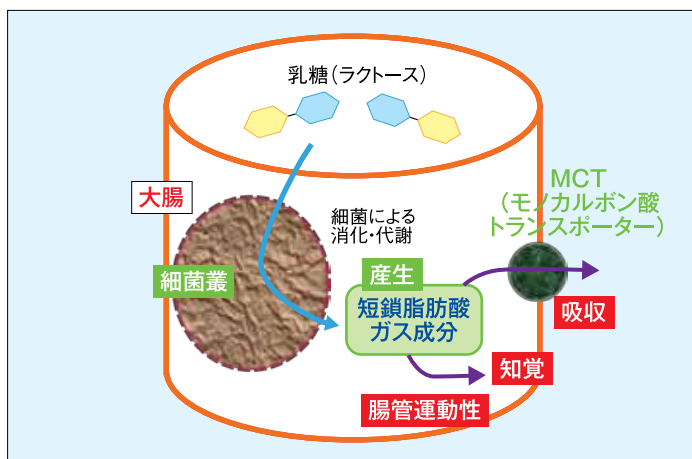 乳糖(ラクトース)
大腸
細菌による
消化・代謝
MCT
(モノカルボン酸
トランスポーター)
細菌叢
産生
短鎖脂肪酸
ガス成分
吸収
知覚
腸管運動性